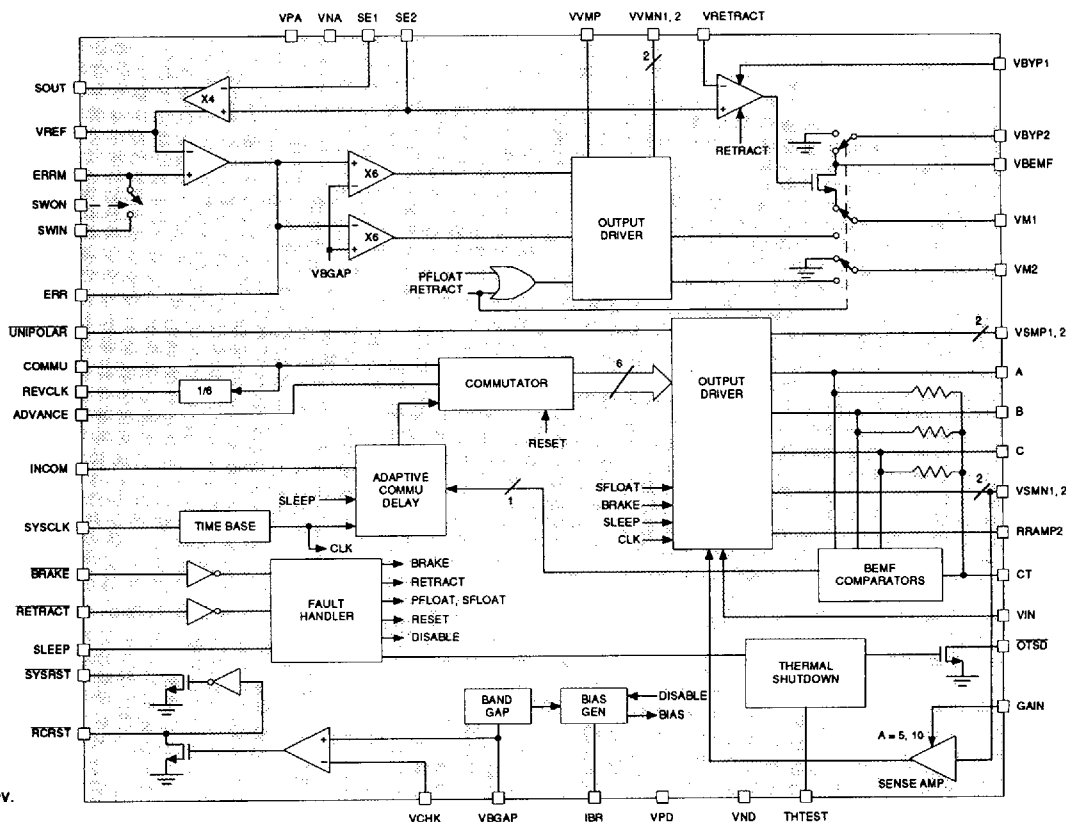 VPA VNA SE1 SE2 VVMP VVMN1, 2 VRETRACT
2
VBYP1
SOUT
X4
−
+
−
+
VREF
RETRACT
VBYP2
VBEMF
ERRM
−
+
+
−
X6
SWON
SWIN
OUTPUT
DRIVER
VM1
−
+
X6
VBGAP
VM2
PFLOAT
RETRACT
ERR
UNIPOLAR
2
VSMP1, 2
COMMU
A
REVCLK
1/6
COMMUTATOR
6
OUTPUT
DRIVER
ADVANCE
B
RESET
C
INCOM
ADAPTIVE
COMMU
DELAY
SLEEP
1
SFLOAT
BRAKE
SLEEP
CLK
2
VSMN1, 2
SYSCLK
TIME BASE
CLK
RRAMP2
BRAKE
BRAKE
RETRACT
PFLOAT, SFLOAT
RESET
DISABLE
BEMF
COMPARATORS
CT
RETRACT
FAULT
HANDLER
VIN
SLEEP
THERMAL
SHUTDOWN
OTSD
SYSRST
BAND
GAP
BIAS
GEN
DISABLE
BIAS
GAIN
RCRST
+
−
A = 5, 10
SENSE AMP.
V.
VCHK VBGAP IBR VPD VND THTEST